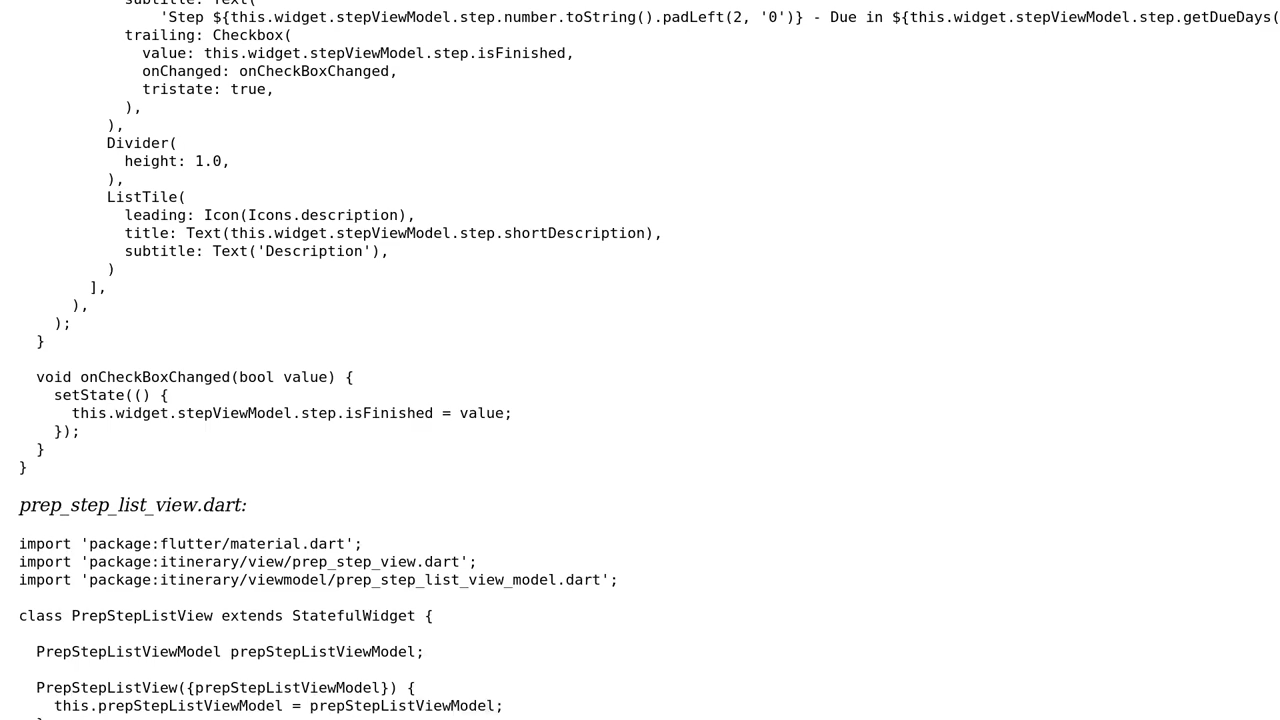 subtitle: Text(
'Step ${this.widget.stepViewModel.step.number.toString().padLeft(2, '0')} - Due in ${this.widget.stepViewModel.step.getDueDays(
trailing: Checkbox(
value: this.widget.stepViewModel.step.isFinished,
onChanged: onCheckBoxChanged,
tristate: true,
),
),
Divider(
height: 1.0,
),
ListTile(
leading: Icon(Icons.description),
title: Text(this.widget.stepViewModel.step.shortDescription),
subtitle: Text('Description'),
)
],
),
);
}
void onCheckBoxChanged(bool value) {
setState(() {
this.widget.stepViewModel.step.isFinished = value;
});
}
}
prep_step_list_view.dart:
import 'package:flutter/material.dart';
import 'package:itinerary/view/prep_step_view.dart';
import 'package:itinerary/viewmodel/prep_step_list_view_model.dart';
class PrepStepListView extends StatefulWidget {
PrepStepListViewModel prepStepListViewModel;
PrepStepListView({prepStepListViewModel}) {
this.prepStepListViewModel = prepStepListViewModel;
}